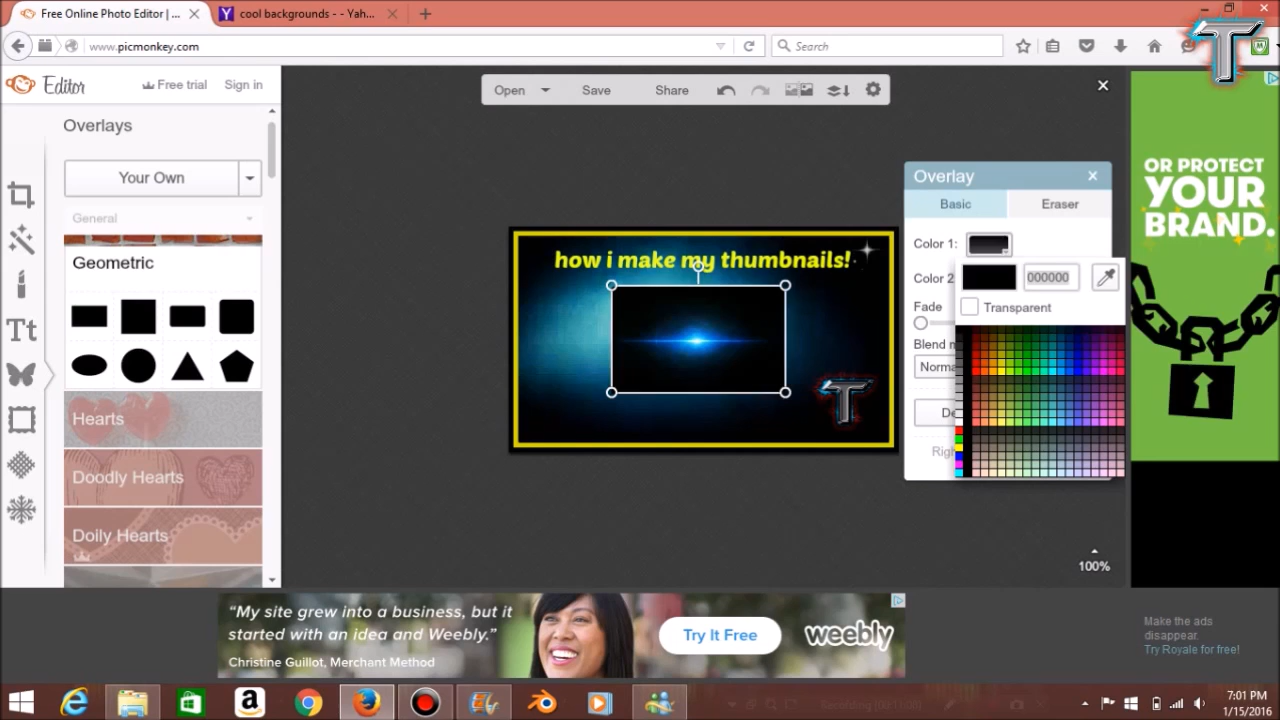 Free Online Photo Editor | ...
cool backgrounds - - Yah...
www.picmonkey.com
Search
Editor
Free trial
Sign in
Open
Save
Share
Overlays
Your Own
General
Geometric
Hearts
Doodly Hearts
Doily Hearts
how i make my thumbnails!
T
T
Overlay
Basic
Eraser
Color 1:
Color 2
000000
Transparent
Fade
Blend m
Norma
De
Righ
100%
OR PROTECT
YOUR
BRAND.
“My site grew into a business, but it
started with an idea and Weebly.”
Christine Guillot, Merchant Method
Try It Free
weebly
Make the ads
disappear.
Try Royale for free!
Tt
7:01 PM
1/15/2016